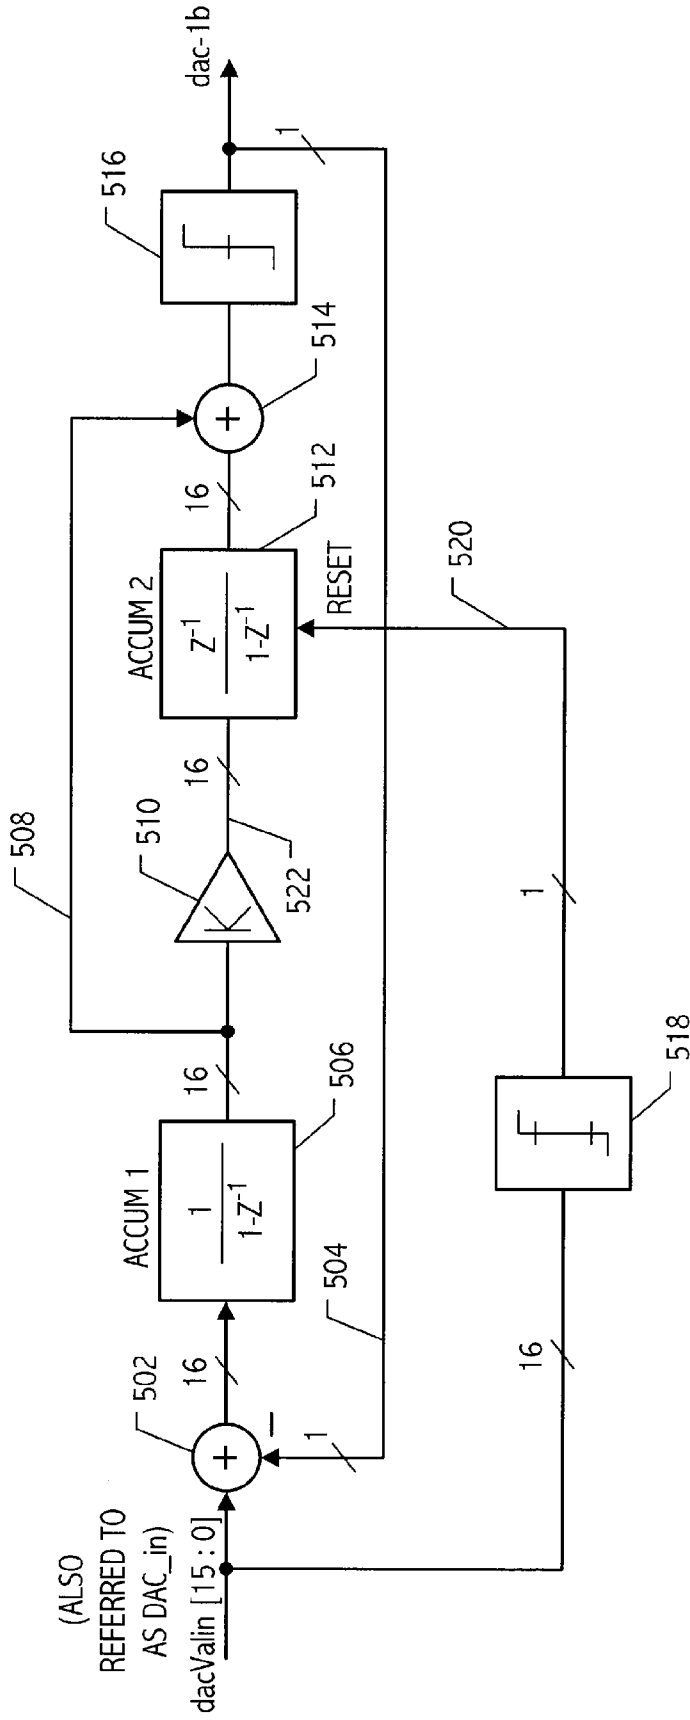 (ALSO
REFERRED TO
AS DAC_in)
dacValin [15 : 0]
502
+
−
16
1
504
ACCUM 1
1
1-Z⁻¹
506
16
508
K
510
522
16
ACCUM 2
Z⁻¹
1-Z⁻¹
RESET
512
16
+
514
516
dac-1b
1
16
518
1
520